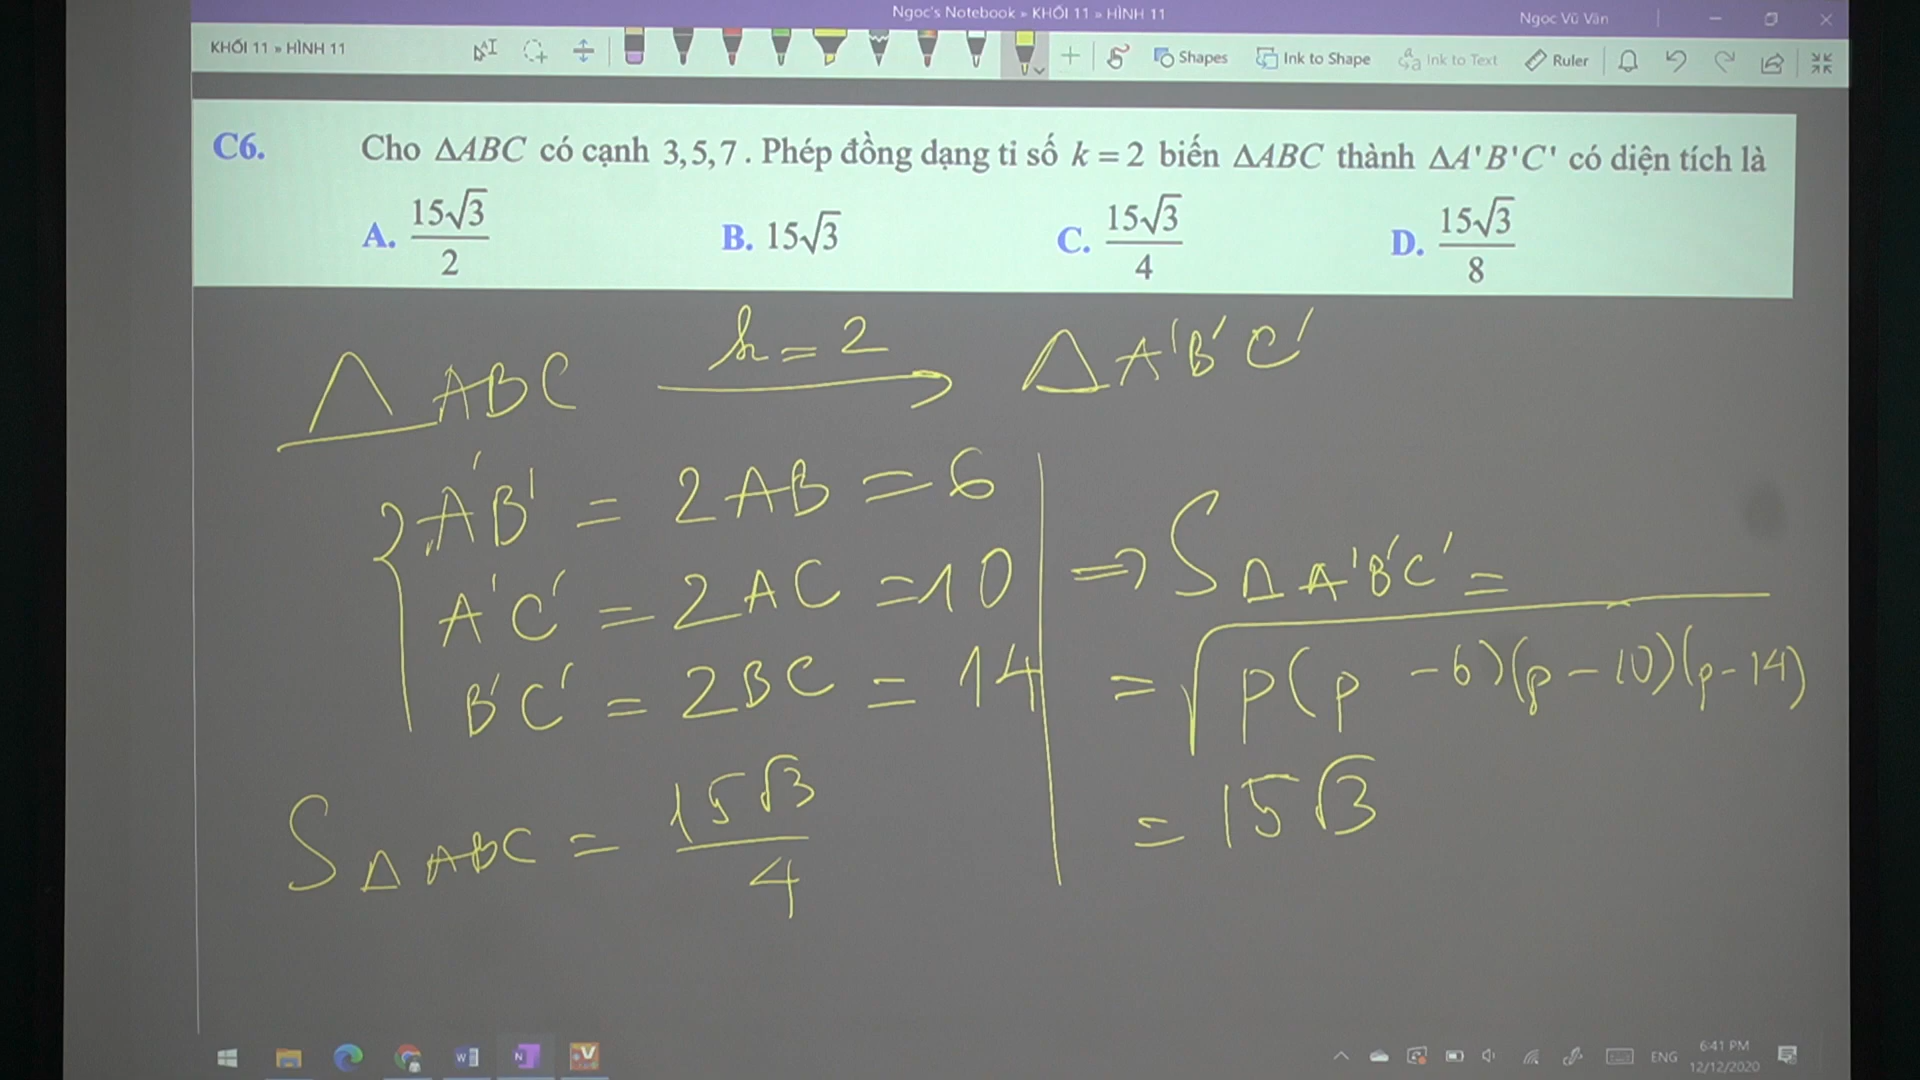 Ngoc's Notebook » KHỐI 11 » HÌNH 11
Ngoc Vũ Văn
KHỐI 11 » HÌNH 11
Shapes
Ink to Shape
Ink to Text
Ruler
C6. Cho ΔABC có cạnh 3,5,7. Phép đồng dạng tỉ số k = 2 biến ΔABC thành ΔA'B'C' có diện tích là
A. 15√3/2 B. 15√3 C. 15√3/4 D. 15√3/8
Δ ABC k = 2 → Δ A'B'C'
A'B' = 2AB = 6
A'C' = 2AC = 10
B'C' = 2BC = 14
S Δ ABC = 15√3/4
⇒ S Δ A'B'C' =
= √p(p - 6)(p - 10)(p - 14)
= 15√3
ENG
6:41 PM
12/12/2020